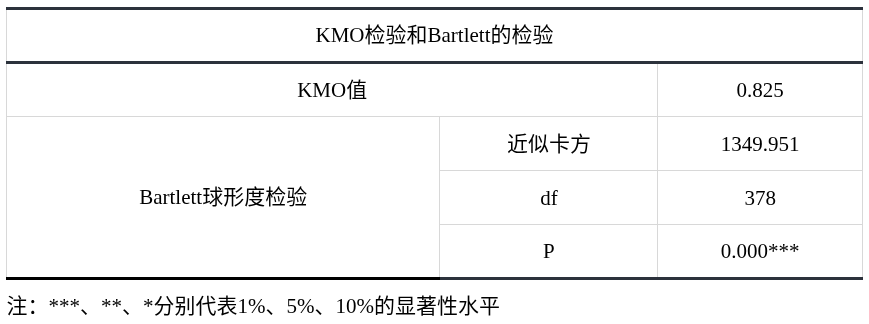 KMO检验和Bartlett的检验
KMO值 0.825
Bartlett球形度检验 近似卡方 1349.951
df 378
P 0.000***
注：***、**、*分别代表1%、5%、10%的显著性水平